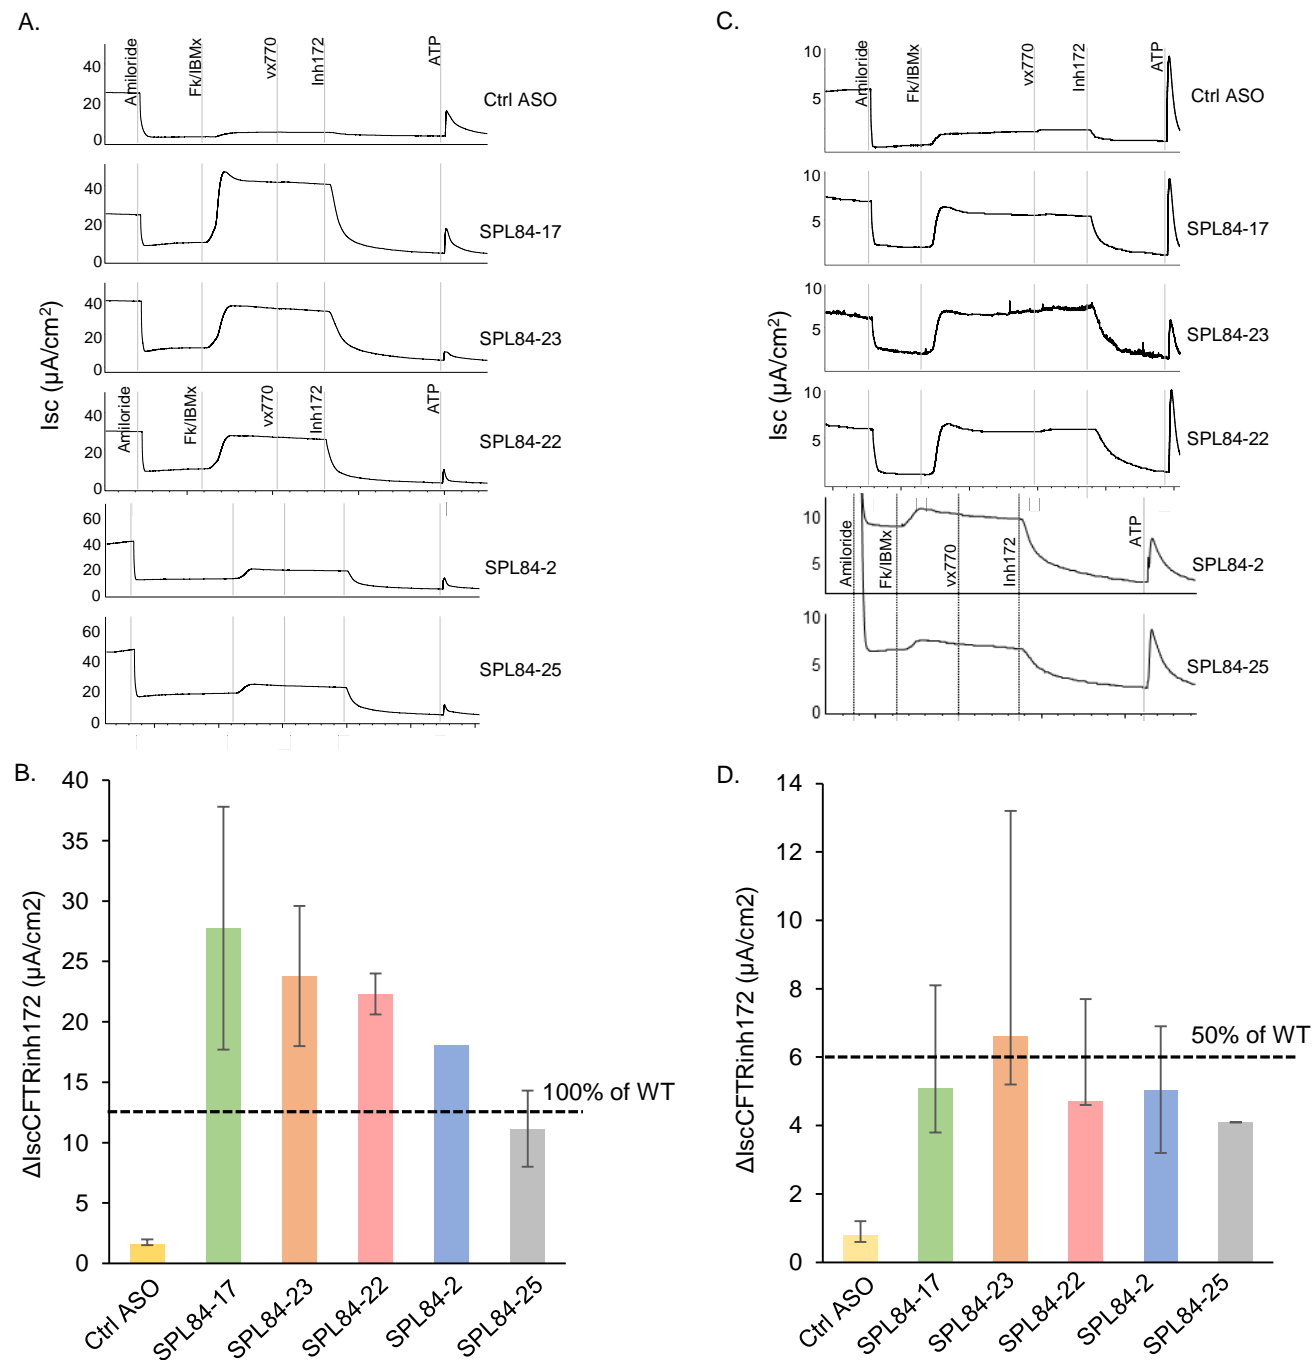 A.
Amiloride
Fk/IBMx
vx770
Inh172
ATP
40
20
0
Ctrl ASO
40
20
0
SPL84-17
40
20
0
SPL84-23
Isc (µA/cm2)
Amiloride
Fk/IBMx
vx770
Inh172
ATP
40
20
0
SPL84-22
60
40
20
0
SPL84-2
60
40
20
0
SPL84-25
C.
Amiloride
Fk/IBMx
vx770
Inh172
ATP
10
5
Ctrl ASO
10
5
SPL84-17
10
5
SPL84-23
Isc (µA/cm2)
10
5
SPL84-22
Amiloride
Fk/IBMx
vx770
Inh172
ATP
10
5
SPL84-2
10
5
0
SPL84-25
B.
ΔIscCFTRinh172 (µA/cm2)
40
35
30
25
20
15
10
5
0
100% of WT
Ctrl ASO
SPL84-17
SPL84-23
SPL84-22
SPL84-2
SPL84-25
D.
ΔIscCFTRinh172 (µA/cm2)
14
12
10
8
6
4
2
0
50% of WT
Ctrl ASO
SPL84-17
SPL84-23
SPL84-22
SPL84-2
SPL84-25